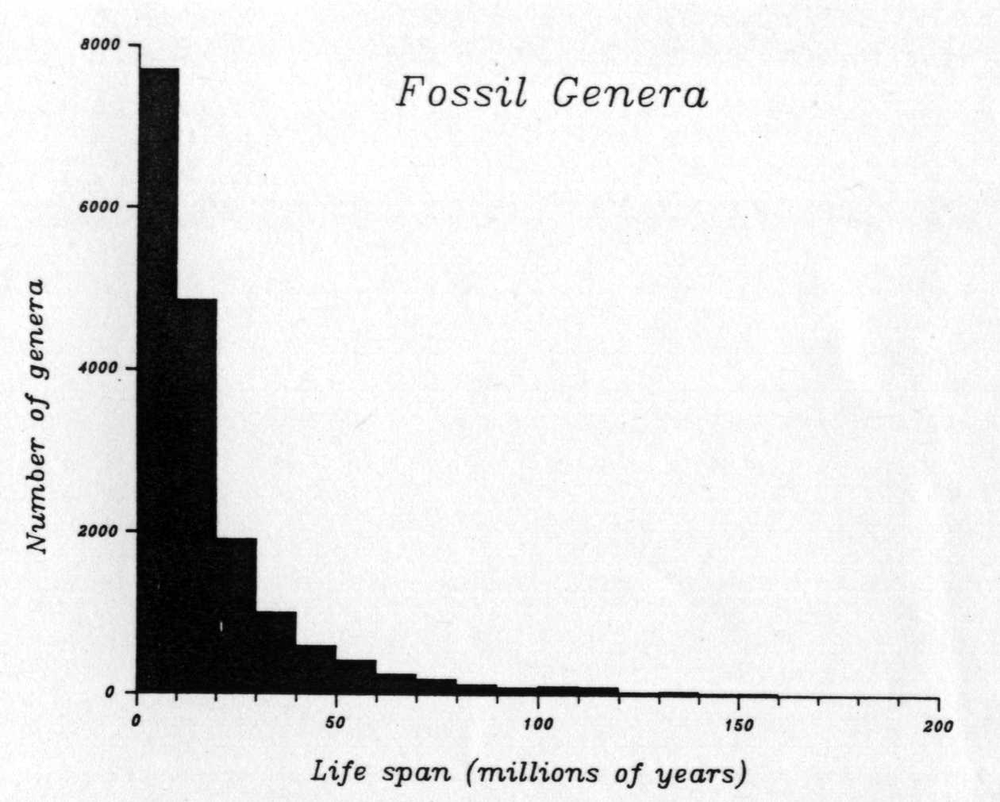 Fossil Genera
8000
6000
4000
2000
0
Number of genera
0 50 100 150 200
Life span (millions of years)